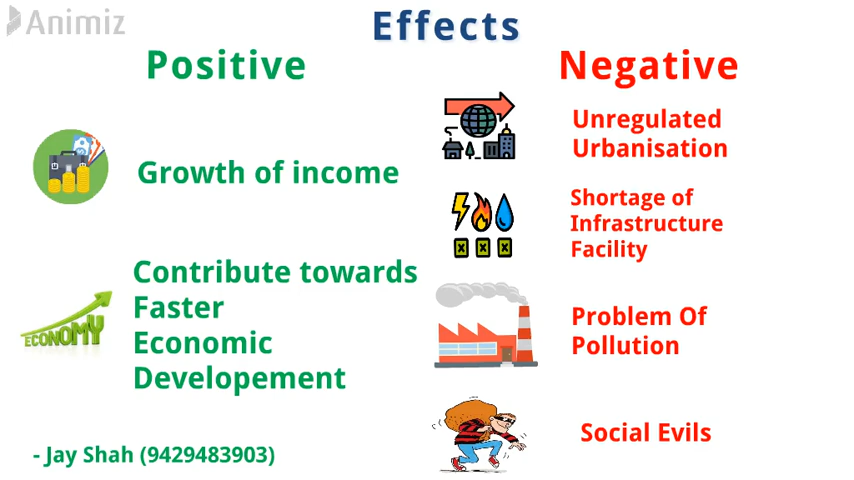 Animiz
Effects
Positive
Negative
Growth of income
Contribute towards
Faster
Economic
Developement
ECONOMY
- Jay Shah (9429483903)
Unregulated
Urbanisation
Shortage of
Infrastructure
Facility
Problem Of
Pollution
Social Evils